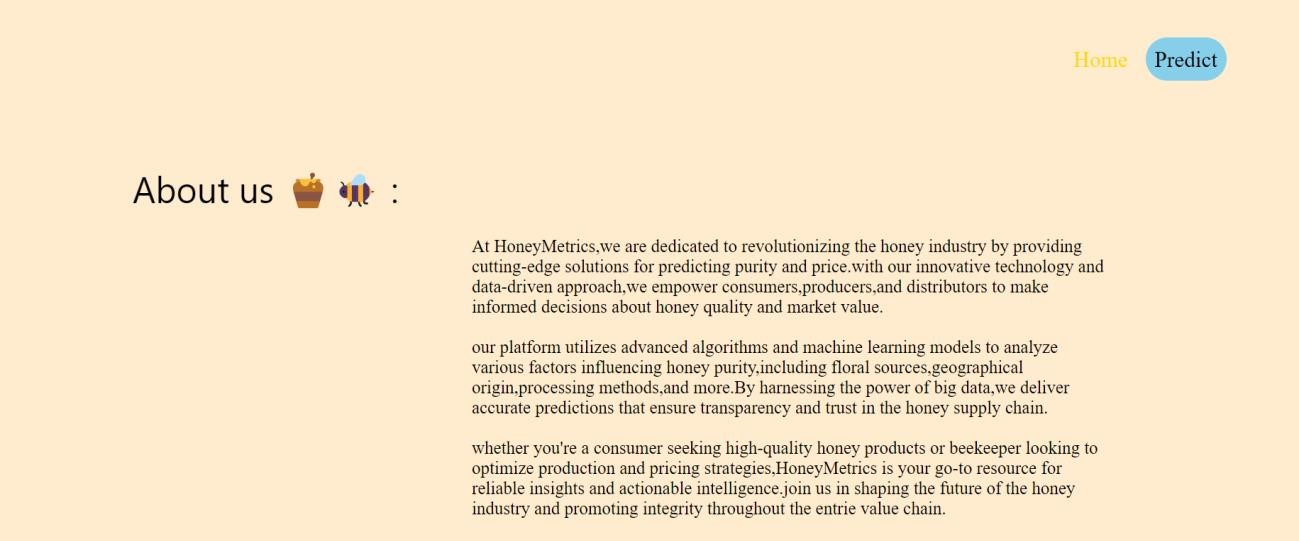 Home
Predict
About us 🍯 🐝 :
At HoneyMetrics,we are dedicated to revolutionizing the honey industry by providing
cutting-edge solutions for predicting purity and price.with our innovative technology and
data-driven approach,we empower consumers,producers,and distributors to make
informed decisions about honey quality and market value.
our platform utilizes advanced algorithms and machine learning models to analyze
various factors influencing honey purity,including floral sources,geographical
origin,processing methods,and more.By harnessing the power of big data,we deliver
accurate predictions that ensure transparency and trust in the honey supply chain.
whether you're a consumer seeking high-quality honey products or beekeeper looking to
optimize production and pricing strategies,HoneyMetrics is your go-to resource for
reliable insights and actionable intelligence.join us in shaping the future of the honey
industry and promoting integrity throughout the entrie value chain.